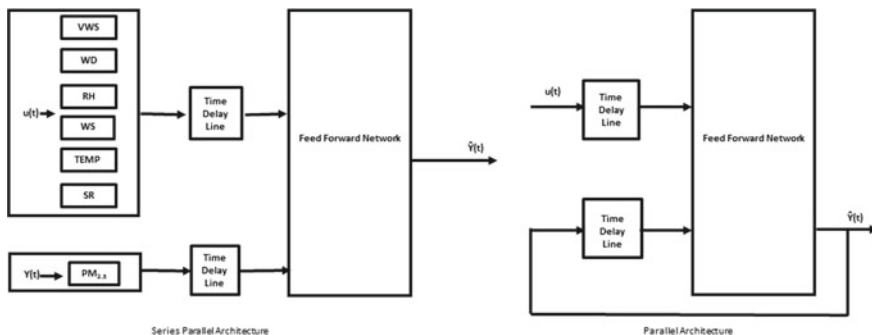 VWS
WD
RH
u(t)
WS
TEMP
SR
Time
Delay
Line
Feed Forward Network
Ŷ(t)
Y(t)
PM₂.₅
Time
Delay
Line
Series Parallel Architecture
u(t)
Time
Delay
Line
Feed Forward Network
Time
Delay
Line
Ŷ(t)
Parallel Architecture